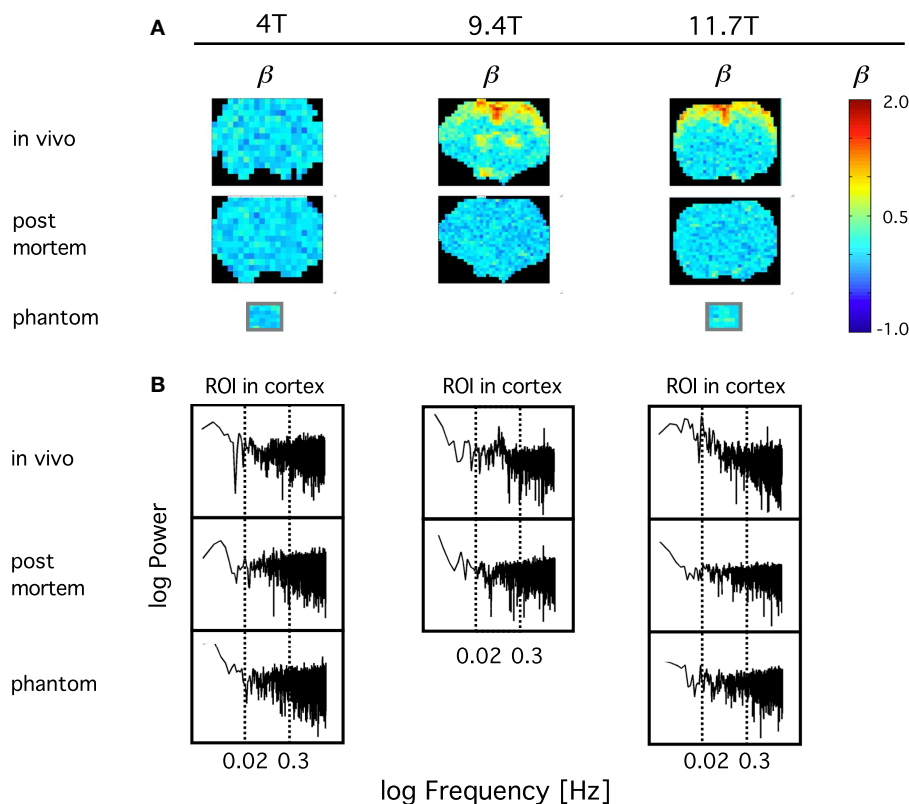 A 4T 9.4T 11.7T
β β β β
2.0
in vivo
0.5
post
mortem
phantom
-1.0
B ROI in cortex ROI in cortex ROI in cortex
in vivo
log Power
post
mortem
0.02 0.3
phantom
0.02 0.3 0.02 0.3
log Frequency [Hz]